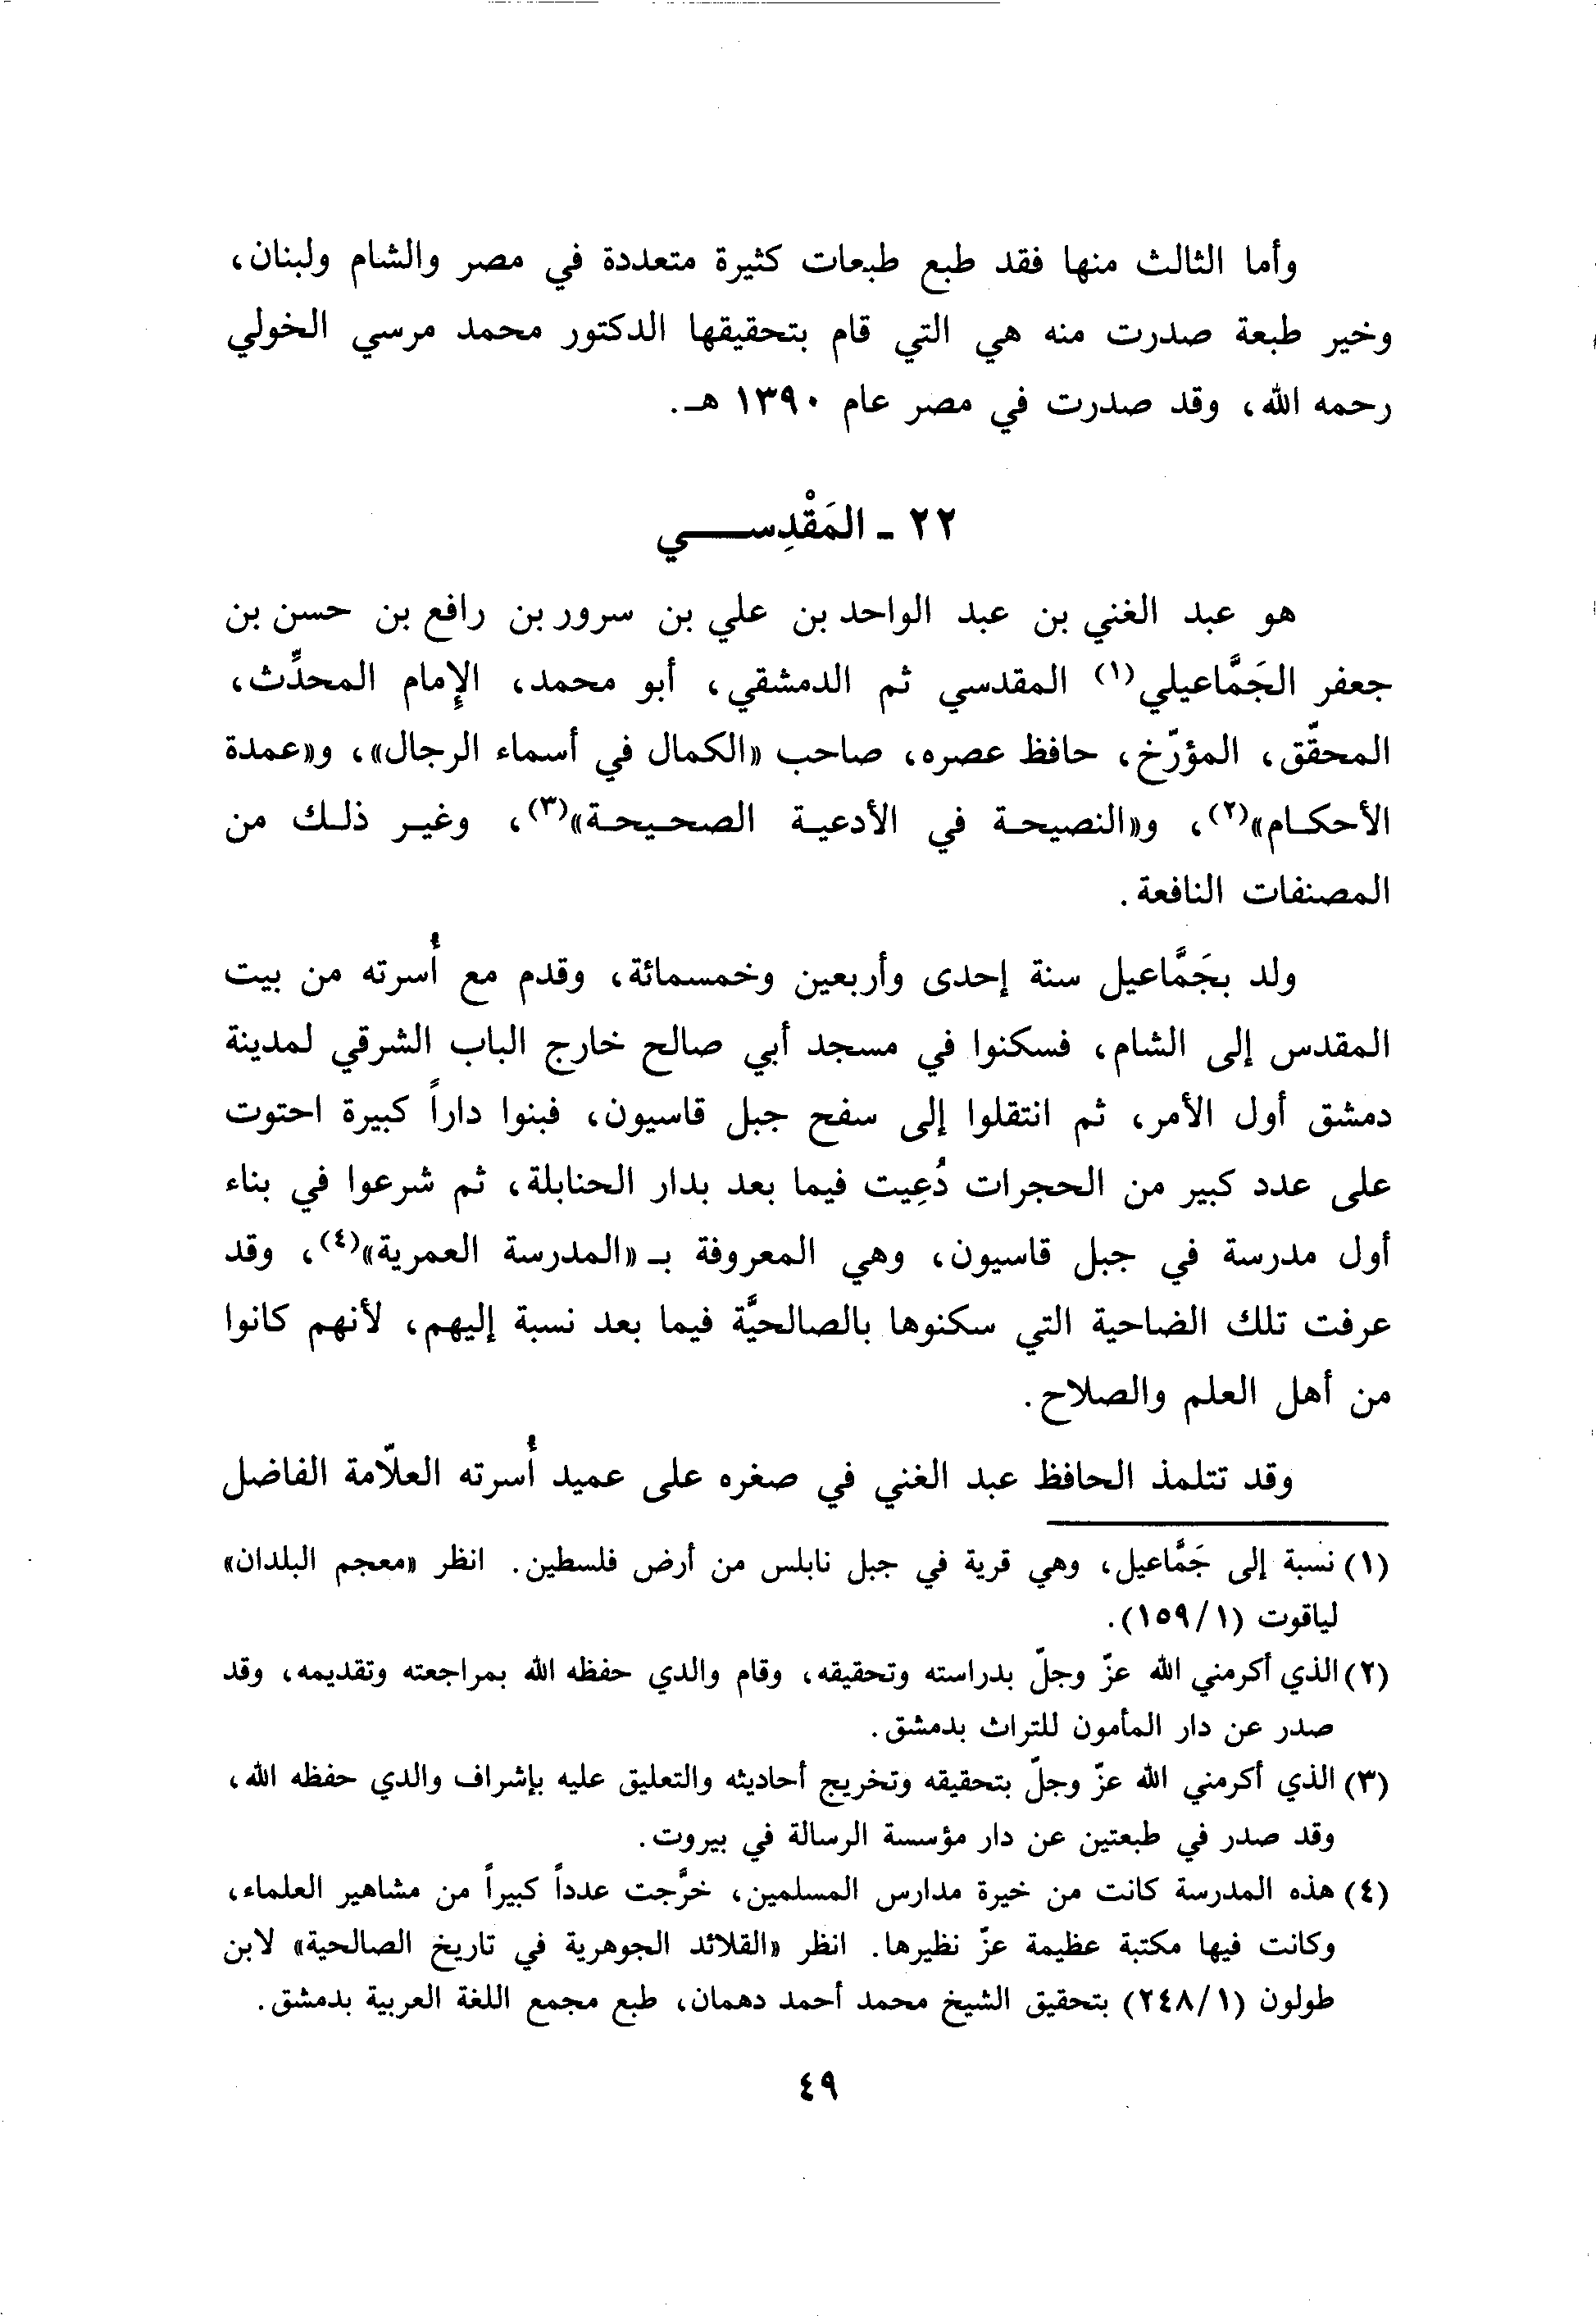 وأما الثالث منها فقد طبع طبعات كثيرة متعددة في مصر والشام ولبنان،
وخير طبعة صدرت منه هي التي قام بتحقيقها الدكتور محمد مرسي الخولي
رحمه الله، وقد صدرت في مصر عام ١٣٩٠ هـ.
٢٢ - المَقْدِســـي
هو عبد الغني بن عبد الواحد بن علي بن سرور بن رافع بن حسن بن
جعفر الجَمَّاعيلي(١) المقدسي ثم الدمشقي، أبو محمد، الإِمام المحدِّث،
المحقّق، المؤرّخ، حافظ عصره، صاحب «الكمال في أسماء الرجال»، و«عمدة
الأحكـام»(٢)، و«النصيحـة في الأدعيـة الصحـيحـة»(٣)، وغيـر ذلـك من
المصنفات النافعة.
ولد بجَمَّاعيل سنة إحدى وأربعين وخمسمائة، وقدم مع أُسرته من بيت
المقدس إلى الشام، فسكنوا في مسجد أبي صالح خارج الباب الشرقي لمدينة
دمشق أول الأمر، ثم انتقلوا إلى سفح جبل قاسيون، فبنوا داراً كبيرة احتوت
على عدد كبير من الحجرات دُعِيت فيما بعد بدار الحنابلة، ثم شرعوا في بناء
أول مدرسة في جبل قاسيون، وهي المعروفة بـ «المدرسة العمرية»(٤)، وقد
عرفت تلك الضاحية التي سكنوها بالصالحيَّة فيما بعد نسبة إليهم، لأنهم كانوا
من أهل العلم والصلاح.
وقد تتلمذ الحافظ عبد الغني في صغره على عميد أُسرته العلّامة الفاضل
(١) نسبة إلى جَمَّاعيل، وهي قرية في جبل نابلس من أرض فلسطين. انظر «معجم البلدان»
لياقوت (١/١٥٩).
(٢) الذي أكرمني الله عزّ وجلّ بدراسته وتحقيقه، وقام والدي حفظه الله بمراجعته وتقديمه، وقد
صدر عن دار المأمون للتراث بدمشق.
(٣) الذي أكرمني الله عزّ وجلّ بتحقيقه وتخريج أحاديثه والتعليق عليه بإشراف والدي حفظه الله،
وقد صدر في طبعتين عن دار مؤسسة الرسالة في بيروت.
(٤) هذه المدرسة كانت من خيرة مدارس المسلمين، خرَّجت عدداً كبيراً من مشاهير العلماء،
وكانت فيها مكتبة عظيمة عزّ نظيرها. انظر «القلائد الجوهرية في تاريخ الصالحية» لابن
طولون (١/٢٤٨) بتحقيق الشيخ محمد أحمد دهمان، طبع مجمع اللغة العربية بدمشق.
٤٩